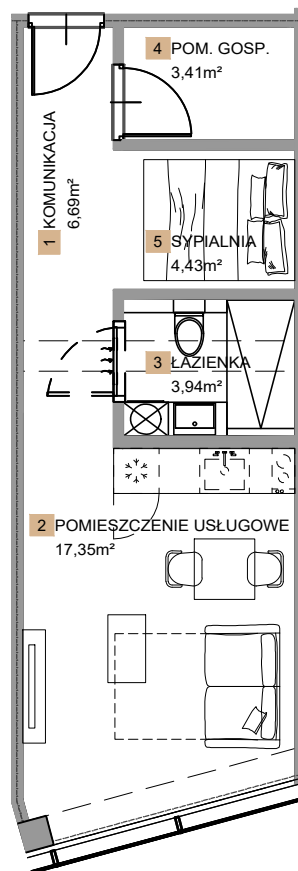 4 POM. GOSP.
3,41m²
1 KOMUNIKACJA
6,69m²
5 SYPIALNIA
4,43m²
3 ŁAZIENKA
3,94m²
2 POMIESZCZENIE USŁUGOWE
17,35m²